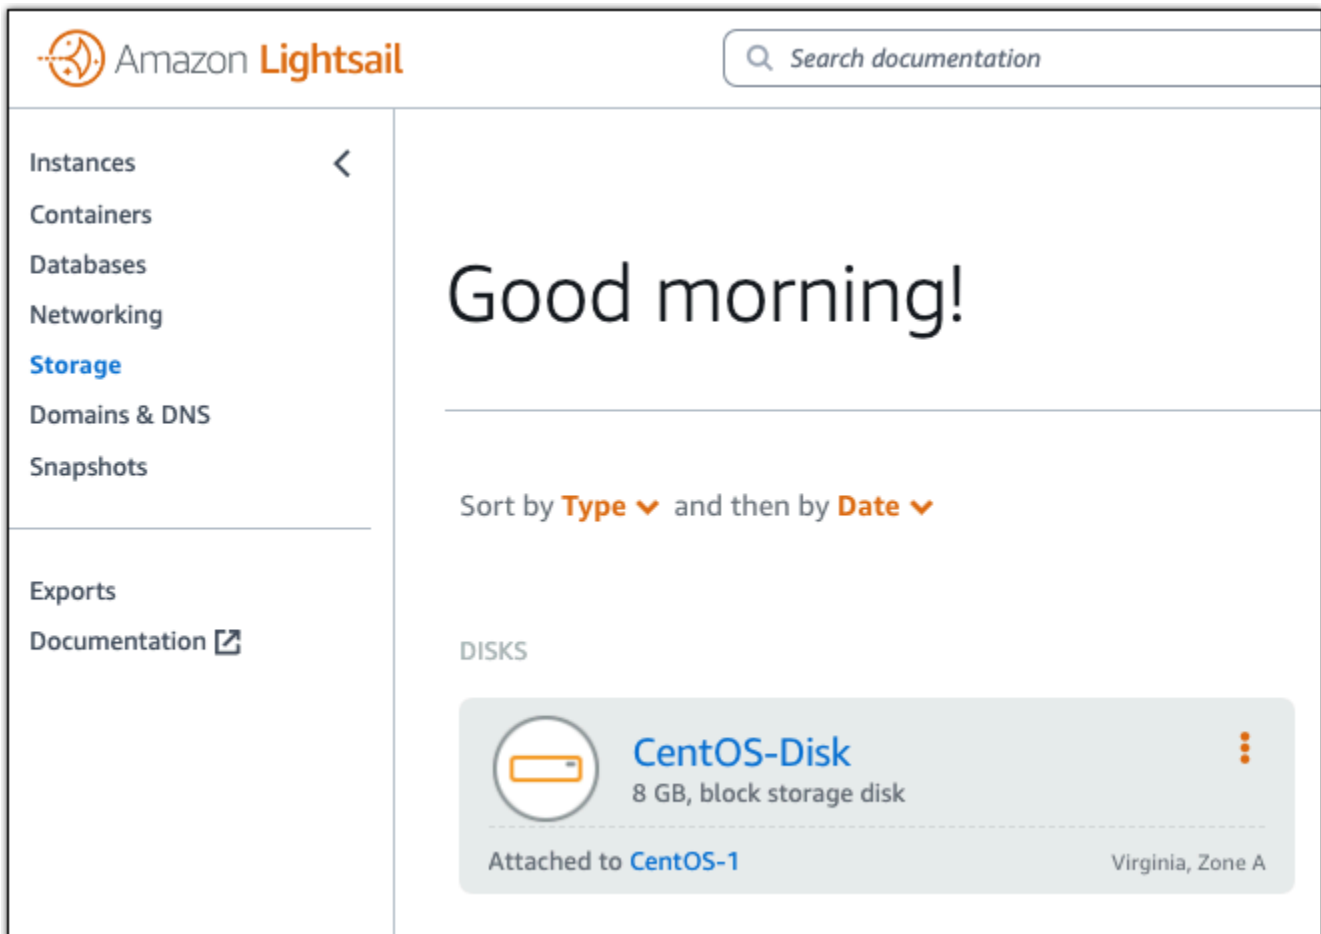 Amazon Lightsail
Search documentation
Instances
Containers
Databases
Networking
Storage
Domains & DNS
Snapshots
Exports
Documentation
Good morning!
Sort by Type and then by Date
DISKS
CentOS-Disk
8 GB, block storage disk
Attached to CentOS-1
Virginia, Zone A